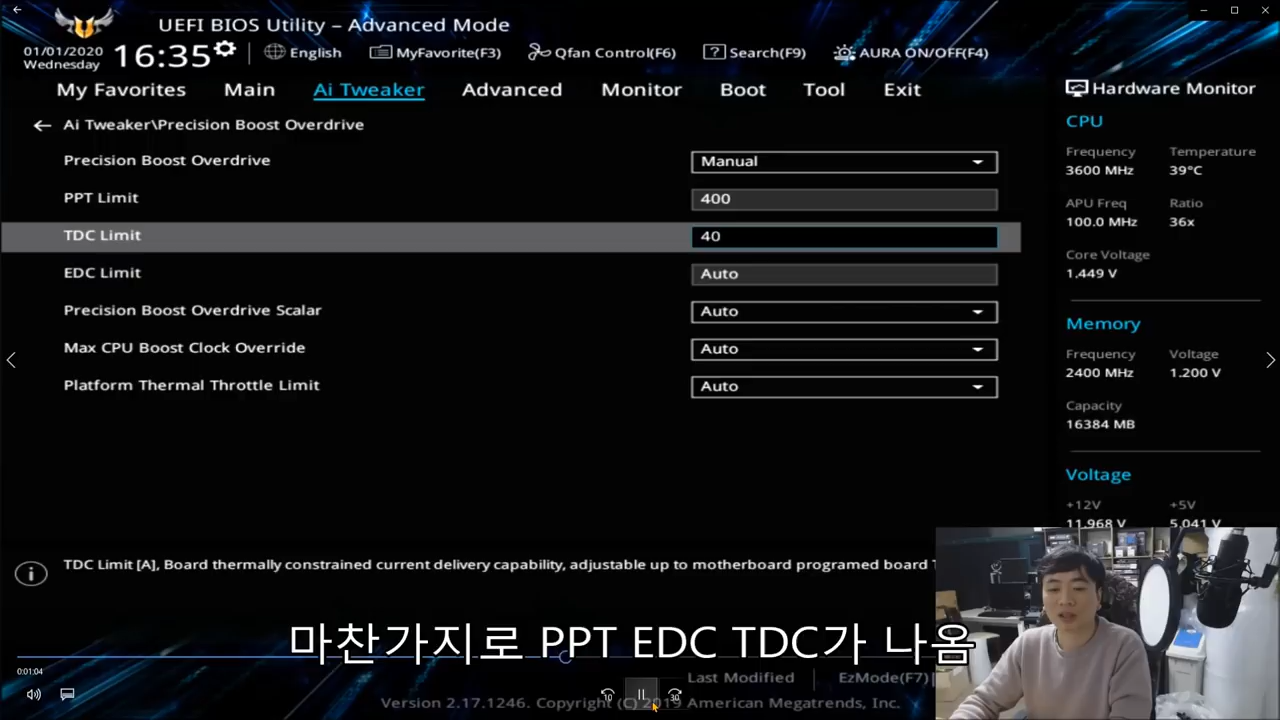 UEFI BIOS Utility – Advanced Mode
01/01/2020
Wednesday
16:35
English
MyFavorite(F3)
Qfan Control(F6)
? Search(F9)
AURA ON/OFF(F4)
My Favorites
Main
Ai Tweaker
Advanced
Monitor
Boot
Tool
Exit
Ai Tweaker\Precision Boost Overdrive
Precision Boost Overdrive
Manual
PPT Limit
400
TDC Limit
40
EDC Limit
Auto
Precision Boost Overdrive Scalar
Auto
Max CPU Boost Clock Override
Auto
Platform Thermal Throttle Limit
Auto
Hardware Monitor
CPU
Frequency Temperature
3600 MHz 39°C
APU Freq Ratio
100.0 MHz 36x
Core Voltage
1.449 V
Memory
Frequency Voltage
2400 MHz 1.200 V
Capacity
16384 MB
Voltage
+12V +5V
11.968 V 5.041 V
i
TDC Limit [A], Board thermally constrained current delivery capability, adjustable up to motherboard programed board
마찬가지로 PPT EDC TDC가 나옴
0:01:04
10
30
Last Modified
EzMode(F7)
Version 2.17.1246. Copyright (C) 2019 American Megatrends, Inc.